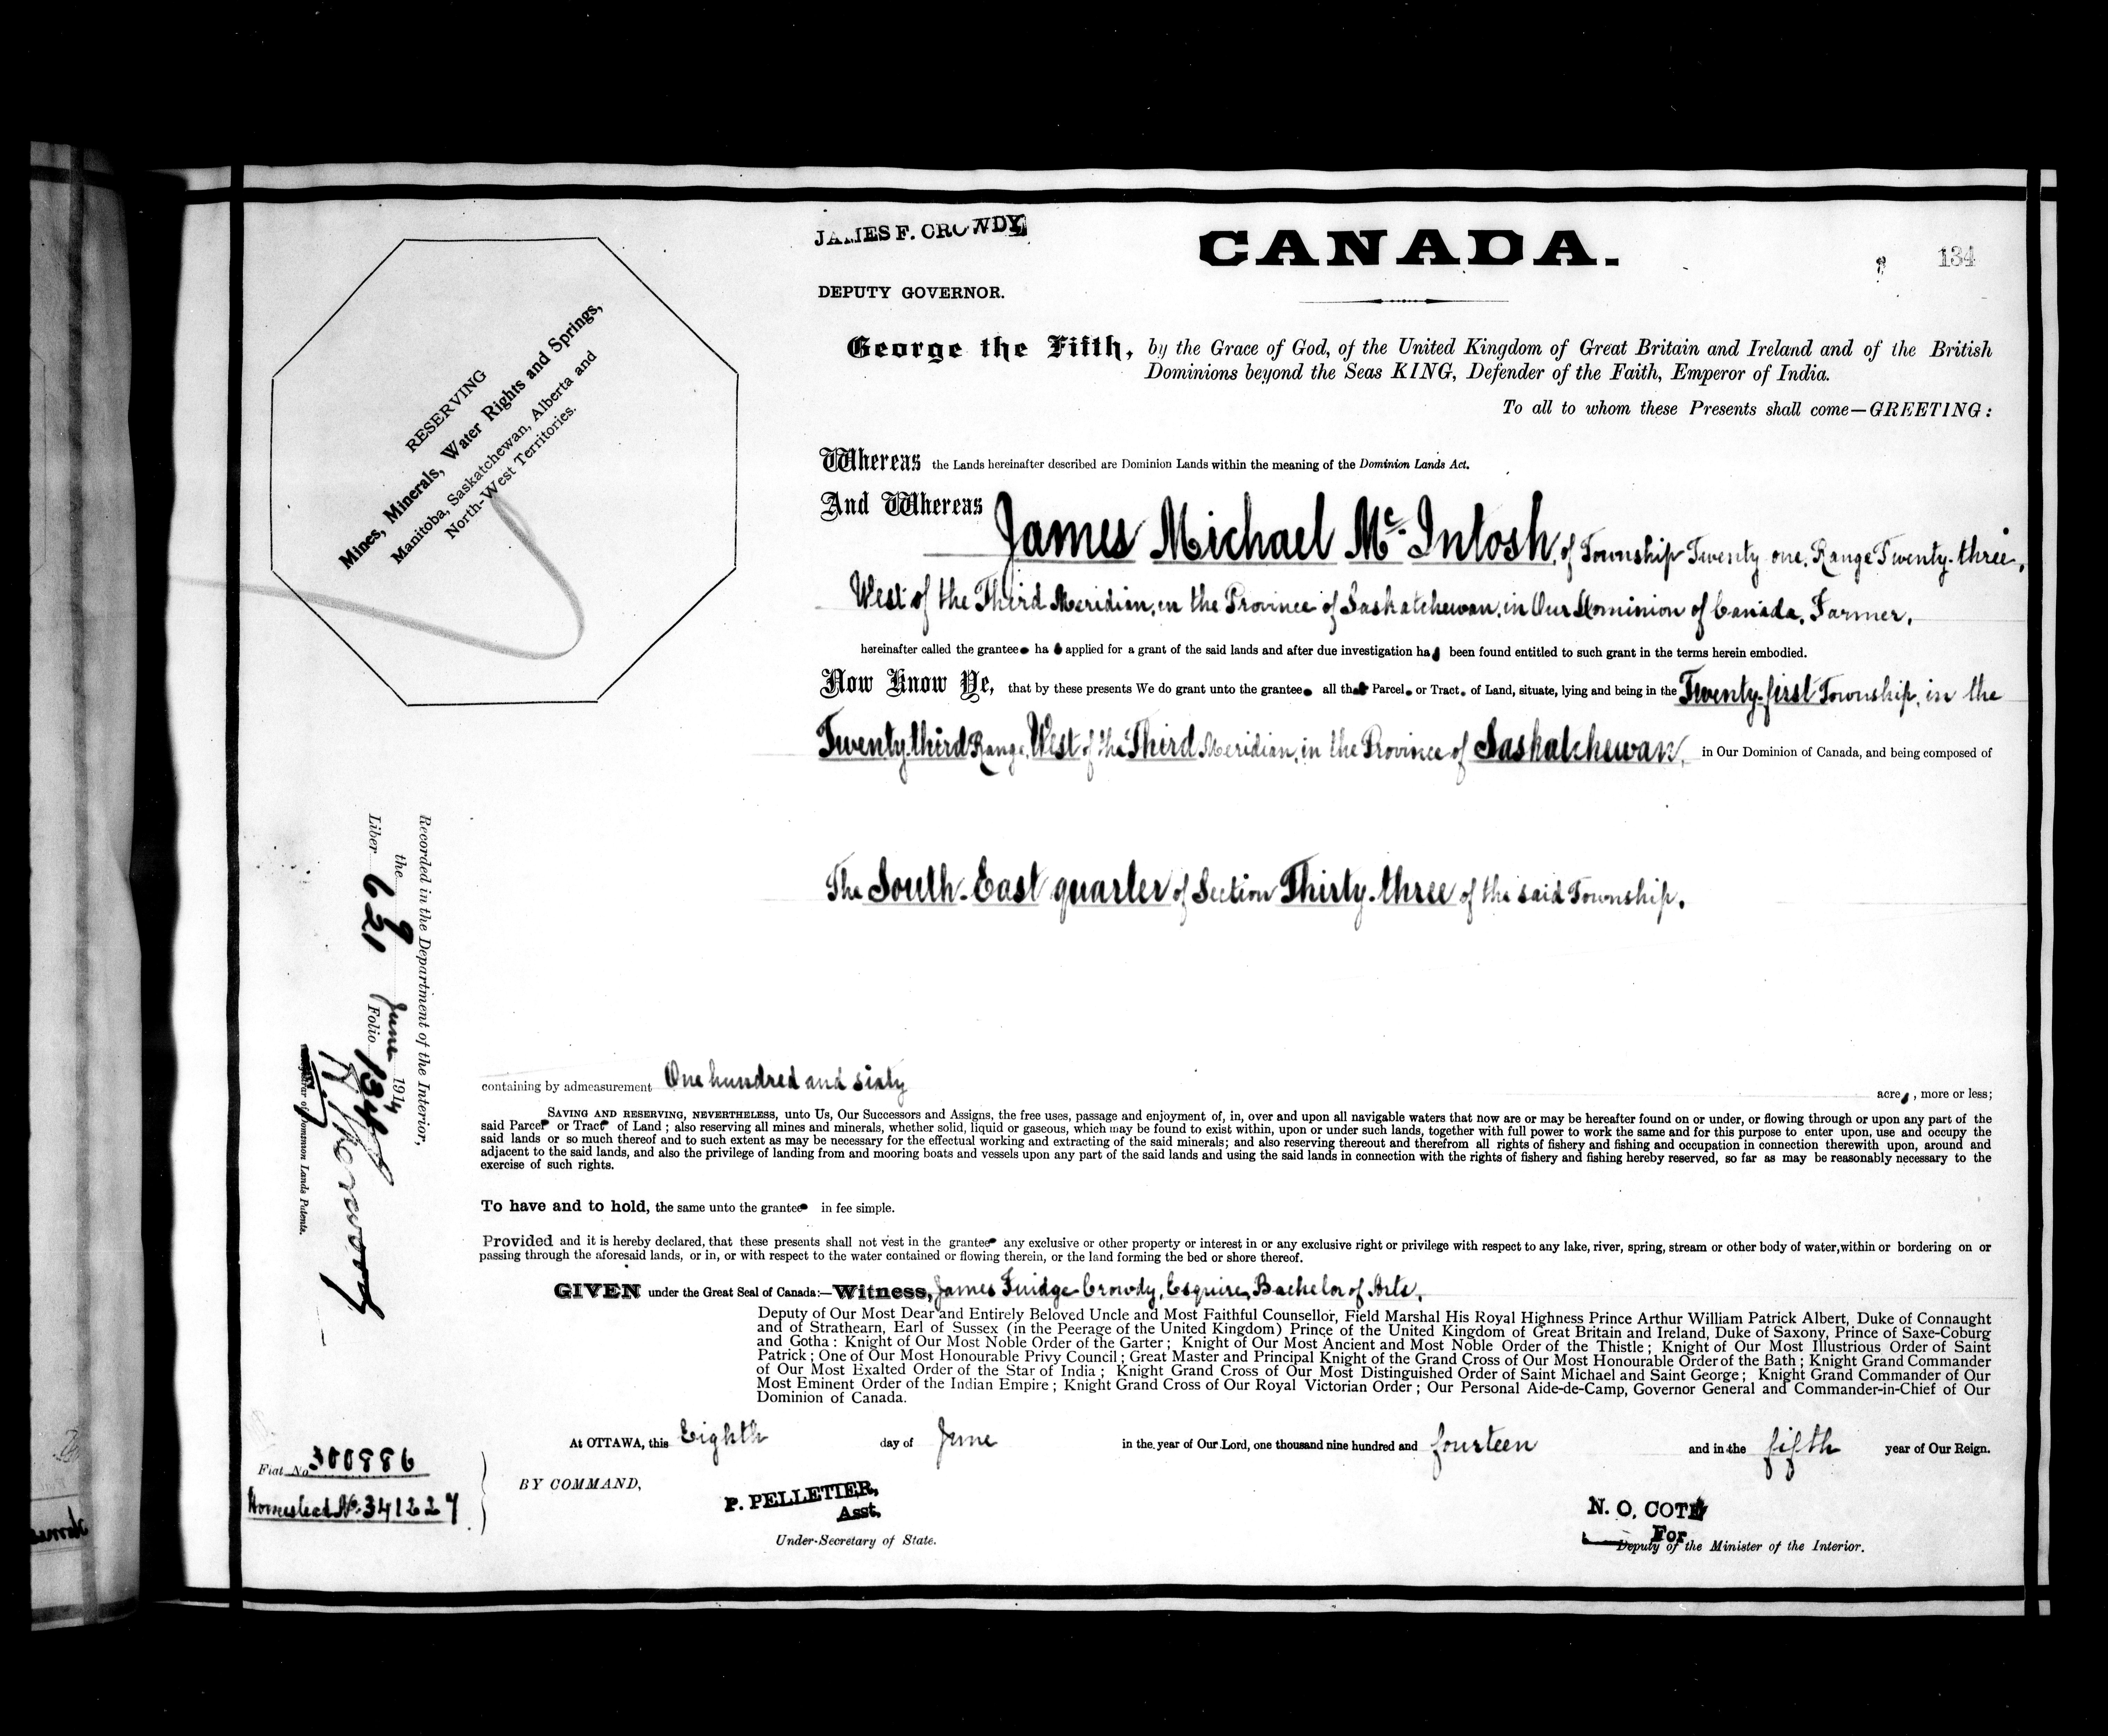 JAMES F. CROWDY
DEPUTY GOVERNOR.
CANADA.
134
RESERVING
Mines, Minerals, Water Rights and Springs,
Manitoba, Saskatchewan, Alberta and
North-West Territories.
George the Fifth, by the Grace of God, of the United Kingdom of Great Britain and Ireland and of the British
Dominions beyond the Seas KING, Defender of the Faith, Emperor of India.
To all to whom these Presents shall come—GREETING:
Whereas the Lands hereinafter described are Dominion Lands within the meaning of the Dominion Lands Act.
And Whereas James Michael Mc Intosh, of Township Twenty one, Range Twenty-three,
West of the Third Meridian, in the Province of Saskatchewan, in Our Dominion of Canada, Farmer,
hereinafter called the grantee ha s applied for a grant of the said lands and after due investigation has been found entitled to such grant in the terms herein embodied.
Now Know Ye, that by these presents We do grant unto the grantee all that Parcel or Tract of Land, situate, lying and being in the Twenty-first Township, in the
Twenty-third Range, West of the Third Meridian, in the Province of Saskatchewan, in Our Dominion of Canada, and being composed of
The South-East quarter of Section Thirty-three of the said Township.
containing by admeasurement One hundred and sixty acres, more or less;
SAVING AND RESERVING, NEVERTHELESS, unto Us, Our Successors and Assigns, the free uses, passage and enjoyment of, in, over and upon all navigable waters that now are or may be hereafter found on or under, or flowing through or upon any part of the
said Parcel or Tract of Land; also reserving all mines and minerals, whether solid, liquid or gaseous, which may be found to exist within, upon or under such lands, together with full power to work the same and for this purpose to enter upon, use and occupy the
said lands or so much thereof and to such extent as may be necessary for the effectual working and extracting of the said minerals; and also reserving thereout and therefrom all rights of fishery and fishing and occupation in connection therewith upon, around and
adjacent to the said lands, and also the privilege of landing from and mooring boats and vessels upon any part of the said lands and using the said lands in connection with the rights of fishery and fishing hereby reserved, so far as may be reasonably necessary to the
exercise of such rights.
To have and to hold, the same unto the grantee in fee simple.
Provided and it is hereby declared, that these presents shall not vest in the grantee any exclusive or other property or interest in or any exclusive right or privilege with respect to any lake, river, spring, stream or other body of water, within or bordering on or
passing through the aforesaid lands, or in, or with respect to the water contained or flowing therein, or the land forming the bed or shore thereof.
GIVEN under the Great Seal of Canada:—Witness, James Fuidge Crowdy, Esquire, Bachelor of Arts,
Deputy of Our Most Dear and Entirely Beloved Uncle and Most Faithful Counsellor, Field Marshal His Royal Highness Prince Arthur William Patrick Albert, Duke of Connaught
and of Strathearn, Earl of Sussex (in the Peerage of the United Kingdom) Prince of the United Kingdom of Great Britain and Ireland, Duke of Saxony, Prince of Saxe-Coburg
and Gotha: Knight of Our Most Noble Order of the Garter; Knight of Our Most Ancient and Most Noble Order of the Thistle; Knight of Our Most Illustrious Order of Saint
Patrick; One of Our Most Honourable Privy Council; Great Master and Principal Knight of the Grand Cross of Our Most Honourable Order of the Bath; Knight Grand Commander
of Our Most Exalted Order of the Star of India; Knight Grand Cross of Our Most Distinguished Order of Saint Michael and Saint George; Knight Grand Commander of Our
Most Eminent Order of the Indian Empire; Knight Grand Cross of Our Royal Victorian Order; Our Personal Aide-de-Camp, Governor General and Commander-in-Chief of Our
Dominion of Canada.
At OTTAWA, this Eighth day of June in the year of Our Lord, one thousand nine hundred and fourteen and in the fifth year of Our Reign.
BY COMMAND,
P. PELLETIER,
Asst.
Under-Secretary of State.
N. O. COTE
For
Deputy of the Minister of the Interior.
Recorded in the Department of the Interior,
the 9 June 1914
Liber 621 Folio 134
Registrar of Dominion Lands Patents.
Fiat No 300886
Homestead No. 341227